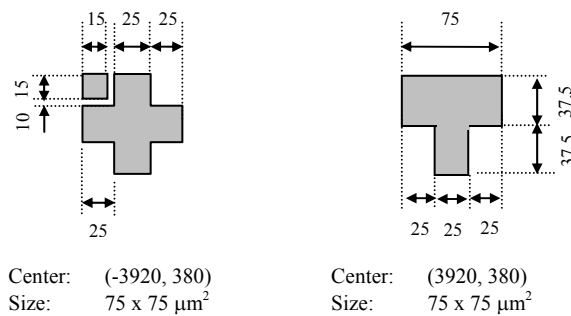 15 25 25
15
10
25
75
37.5
37.5
25 25 25
Center: (-3920, 380)
Size: 75 x 75 μm²
Center: (3920, 380)
Size: 75 x 75 μm²